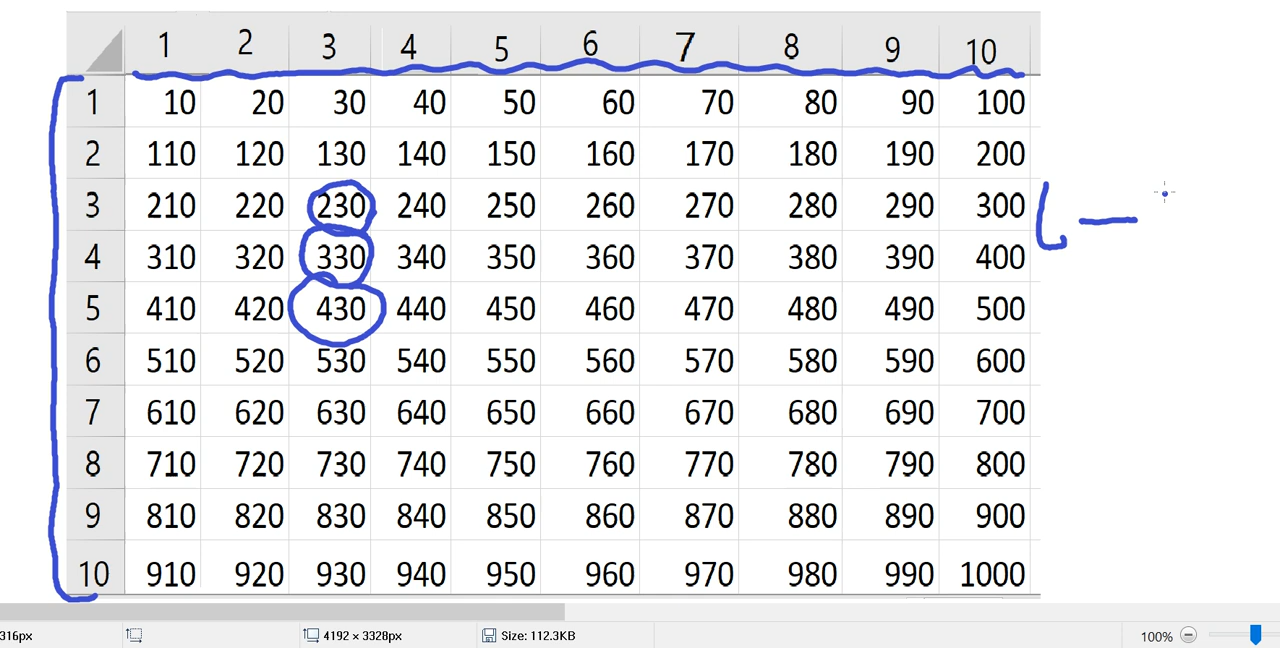 1 2 3 4 5 6 7 8 9 10
1 10 20 30 40 50 60 70 80 90 100
2 110 120 130 140 150 160 170 180 190 200
3 210 220 230 240 250 260 270 280 290 300
4 310 320 330 340 350 360 370 380 390 400
5 410 420 430 440 450 460 470 480 490 500
6 510 520 530 540 550 560 570 580 590 600
7 610 620 630 640 650 660 670 680 690 700
8 710 720 730 740 750 760 770 780 790 800
9 810 820 830 840 850 860 870 880 890 900
10 910 920 930 940 950 960 970 980 990 1000
316px 4192 × 3328px Size: 112.3KB 100%